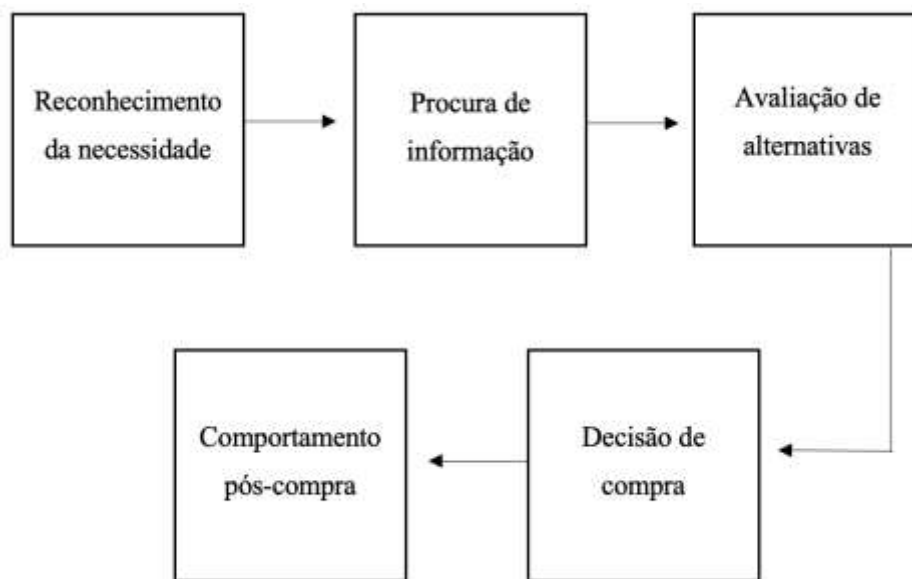 Reconhecimento
da necessidade
Procura de
informação
Avaliação de
alternativas
Decisão de
compra
Comportamento
pós-compra